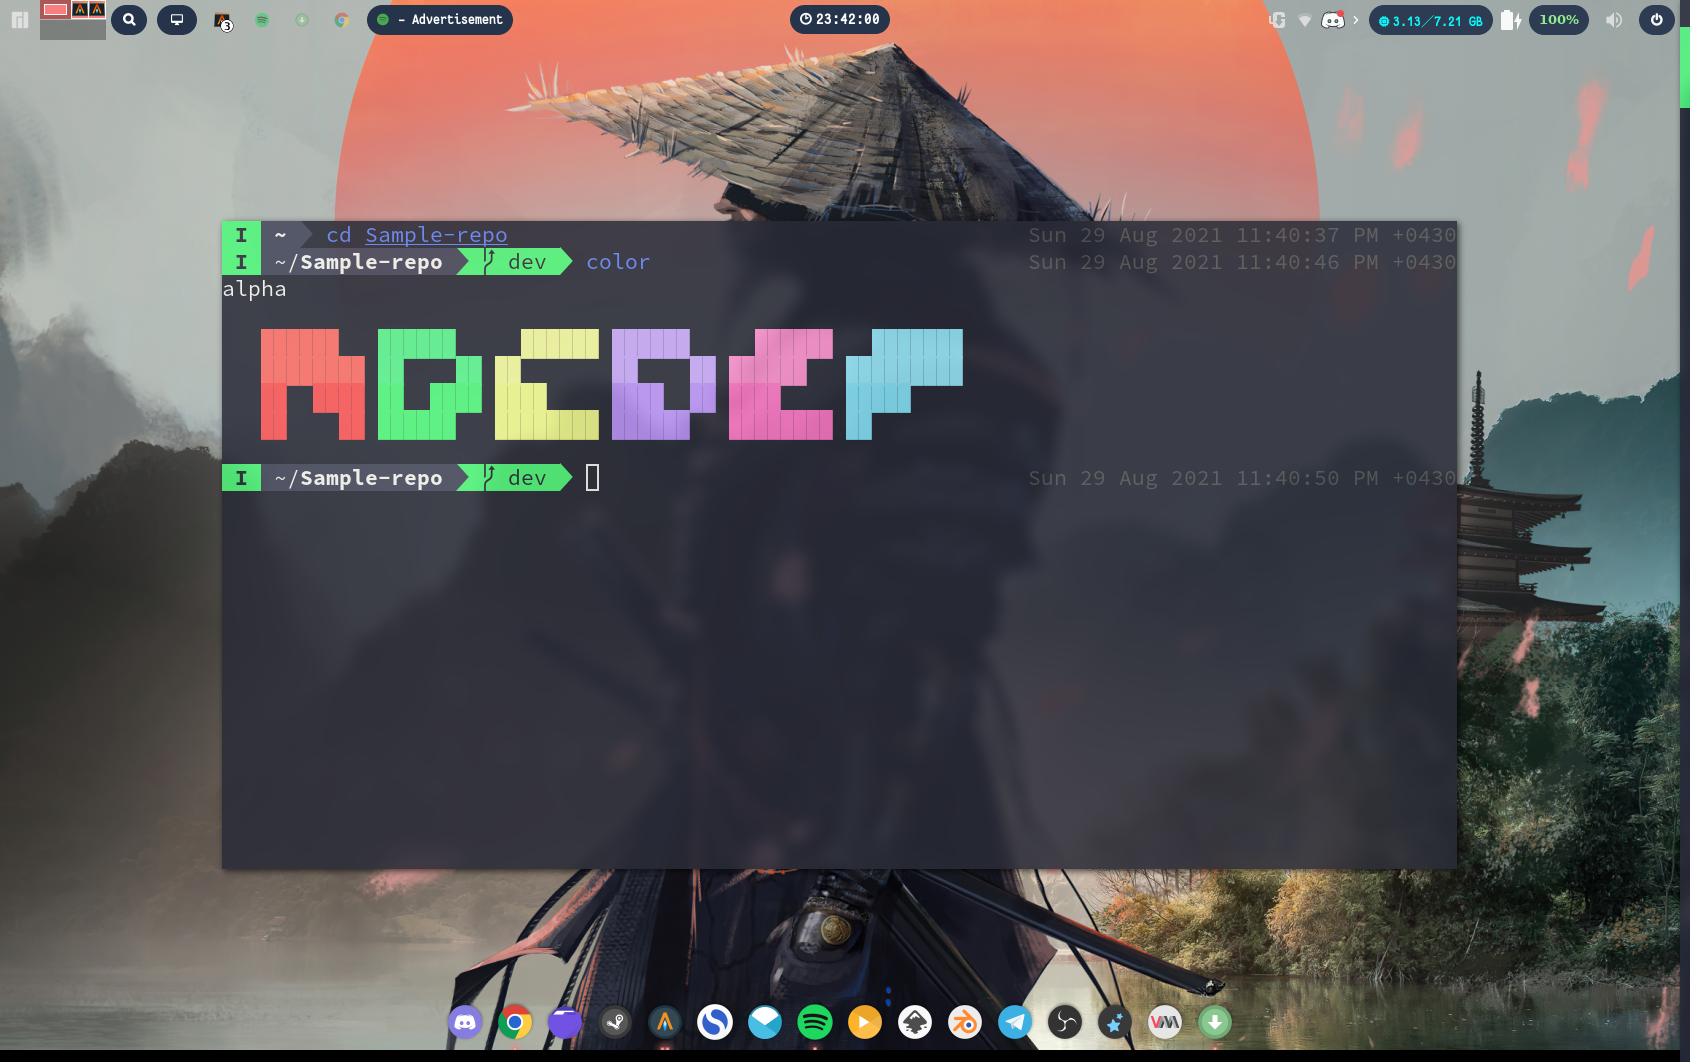 3
- Advertisement
23:42:00
3.13/7.21 GB
100%
I ~ cd Sample-repo Sun 29 Aug 2021 11:40:37 PM +0430
I ~/Sample-repo dev color Sun 29 Aug 2021 11:40:46 PM +0430
alpha
I ~/Sample-repo dev Sun 29 Aug 2021 11:40:50 PM +0430